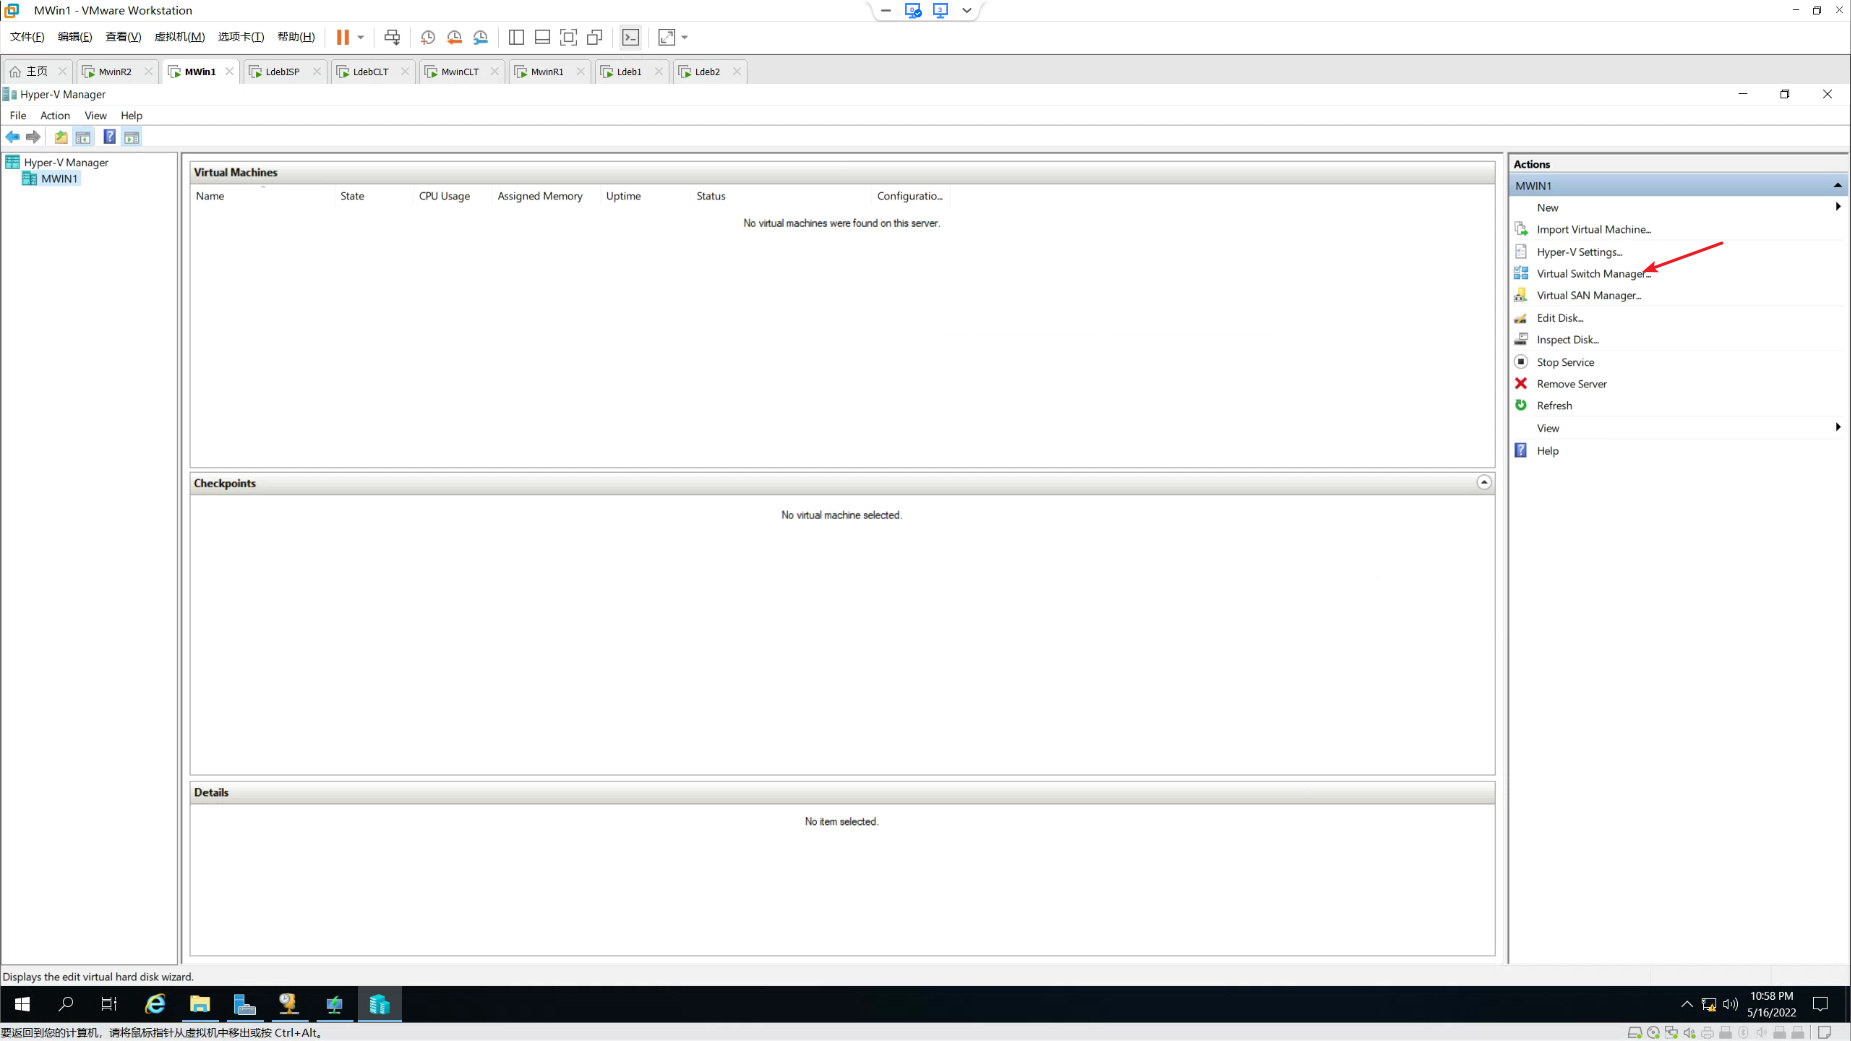 MWin1 - VMware Workstation
文件(F) 编辑(E) 查看(V) 虚拟机(M) 选项卡(T) 帮助(H)
主页 MwinR2 MWin1 LdebISP LdebCLT MwinCLT MwinR1 Ldeb1 Ldeb2
Hyper-V Manager
File Action View Help
Hyper-V Manager
MWIN1
Virtual Machines
Name State CPU Usage Assigned Memory Uptime Status Configuratio...
No virtual machines were found on this server.
Checkpoints
No virtual machine selected.
Details
No item selected.
Actions
MWIN1
New
Import Virtual Machine...
Hyper-V Settings...
Virtual Switch Manager...
Virtual SAN Manager...
Edit Disk...
Inspect Disk...
Stop Service
Remove Server
Refresh
View
Help
Displays the edit virtual hard disk wizard.
10:58 PM
5/16/2022
要返回到您的计算机，请将鼠标指针从虚拟机中移出或按 Ctrl+Alt。